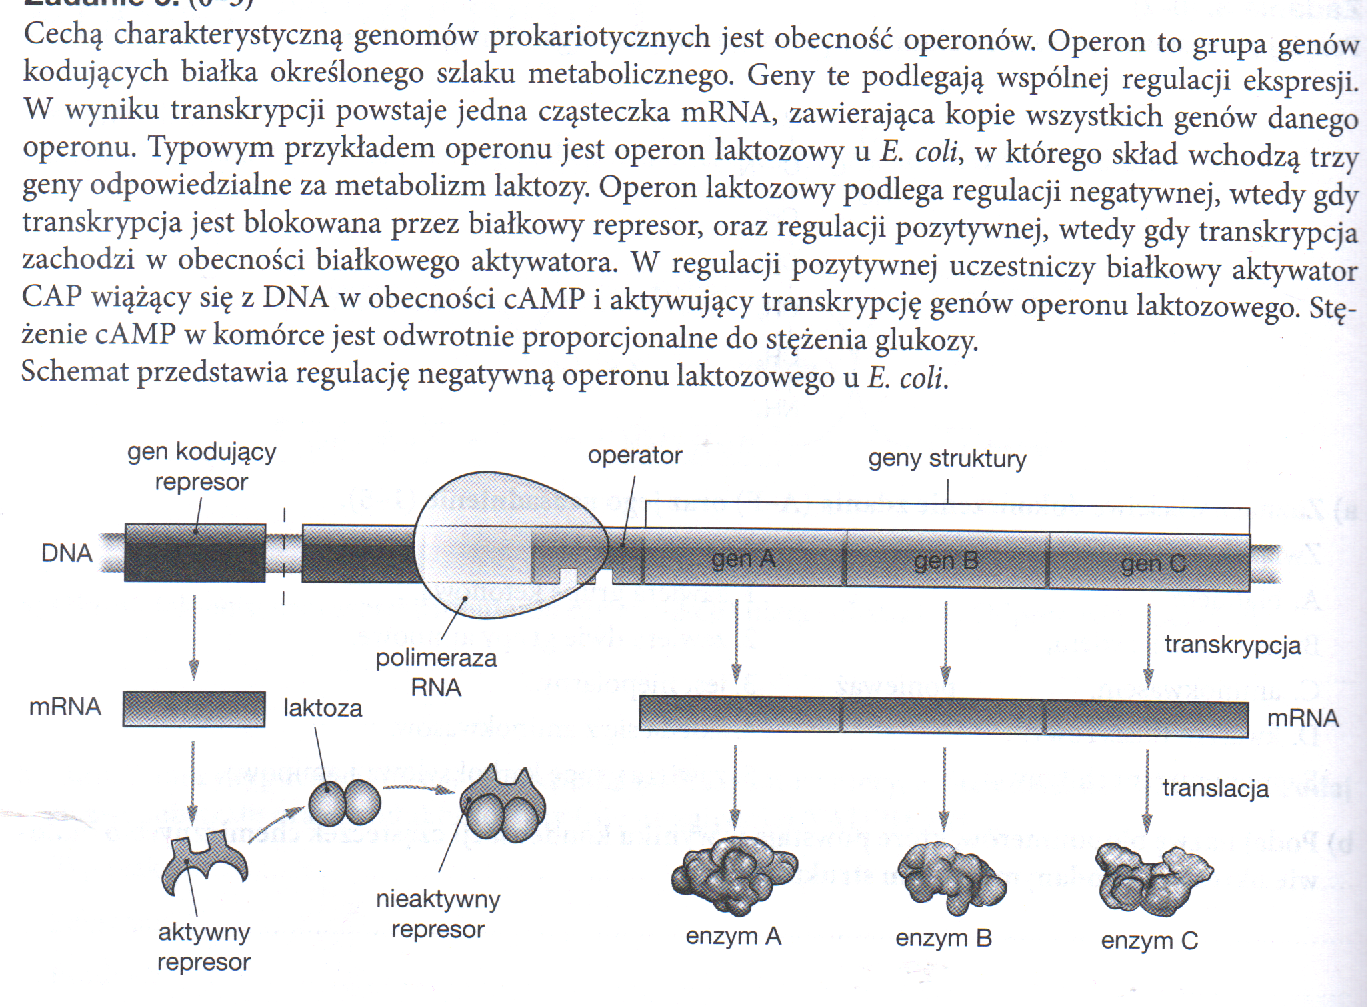 Zadanie 6. (0–3)
Cechą charakterystyczną genomów prokariotycznych jest obecność operonów. Operon to grupa genów
kodujących białka określonego szlaku metabolicznego. Geny te podlegają wspólnej regulacji ekspresji.
W wyniku transkrypcji powstaje jedna cząsteczka mRNA, zawierająca kopie wszystkich genów danego
operonu. Typowym przykładem operonu jest operon laktozowy u E. coli, w którego skład wchodzą trzy
geny odpowiedzialne za metabolizm laktozy. Operon laktozowy podlega regulacji negatywnej, wtedy gdy
transkrypcja jest blokowana przez białkowy represor, oraz regulacji pozytywnej, wtedy gdy transkrypcja
zachodzi w obecności białkowego aktywatora. W regulacji pozytywnej uczestniczy białkowy aktywator
CAP wiążący się z DNA w obecności cAMP i aktywujący transkrypcję genów operonu laktozowego. Stę-
żenie cAMP w komórce jest odwrotnie proporcjonalne do stężenia glukozy.
Schemat przedstawia regulację negatywną operonu laktozowego u E. coli.
gen kodujący
represor
operator
geny struktury
DNA
gen A
gen B
gen C
polimeraza
RNA
transkrypcja
mRNA
laktoza
mRNA
translacja
nieaktywny
represor
aktywny
represor
enzym A
enzym B
enzym C